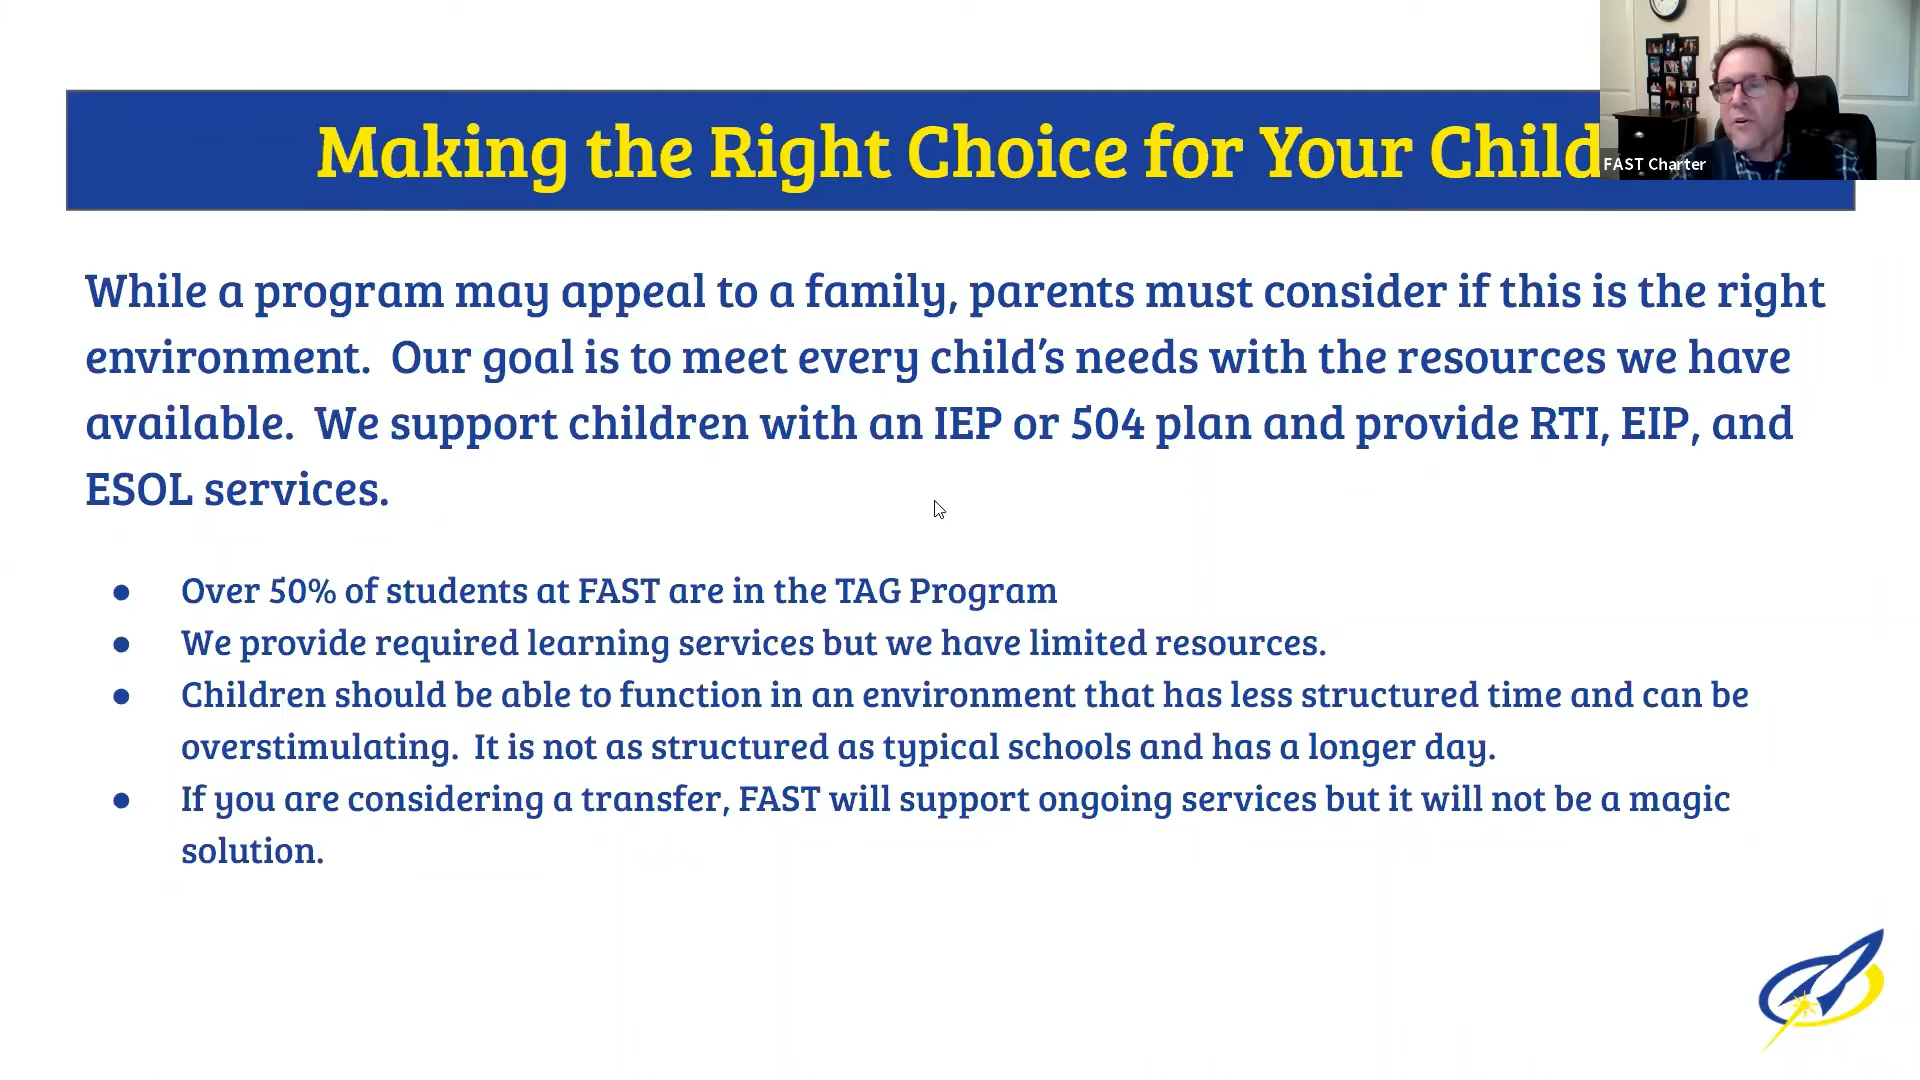 Making the Right Choice for Your Child
FAST Charter
While a program may appeal to a family, parents must consider if this is the right
environment. Our goal is to meet every child's needs with the resources we have
available. We support children with an IEP or 504 plan and provide RTI, EIP, and
ESOL services.
● Over 50% of students at FAST are in the TAG Program
● We provide required learning services but we have limited resources.
● Children should be able to function in an environment that has less structured time and can be
overstimulating. It is not as structured as typical schools and has a longer day.
● If you are considering a transfer, FAST will support ongoing services but it will not be a magic
solution.